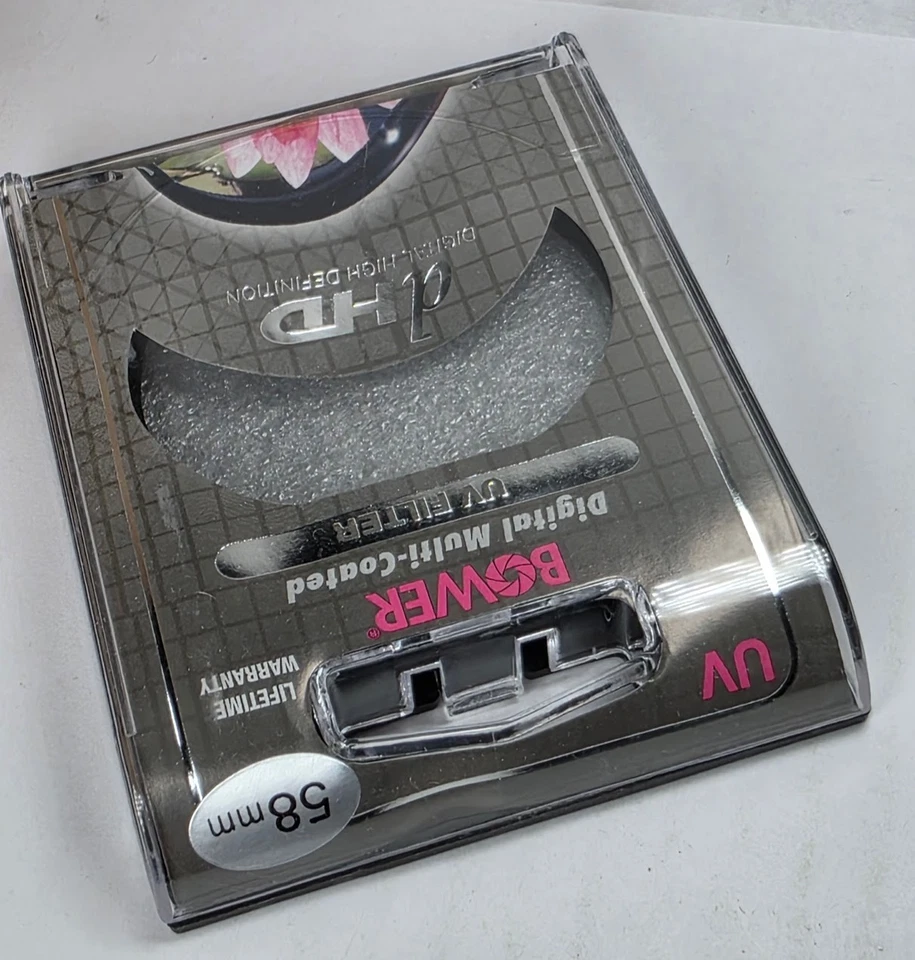 58mm
UV
LIFETIME
WARRANTY
BOWER®
Digital Multi-Coated
UV FILTER
dHD
DIGITAL HIGH DEFINITION